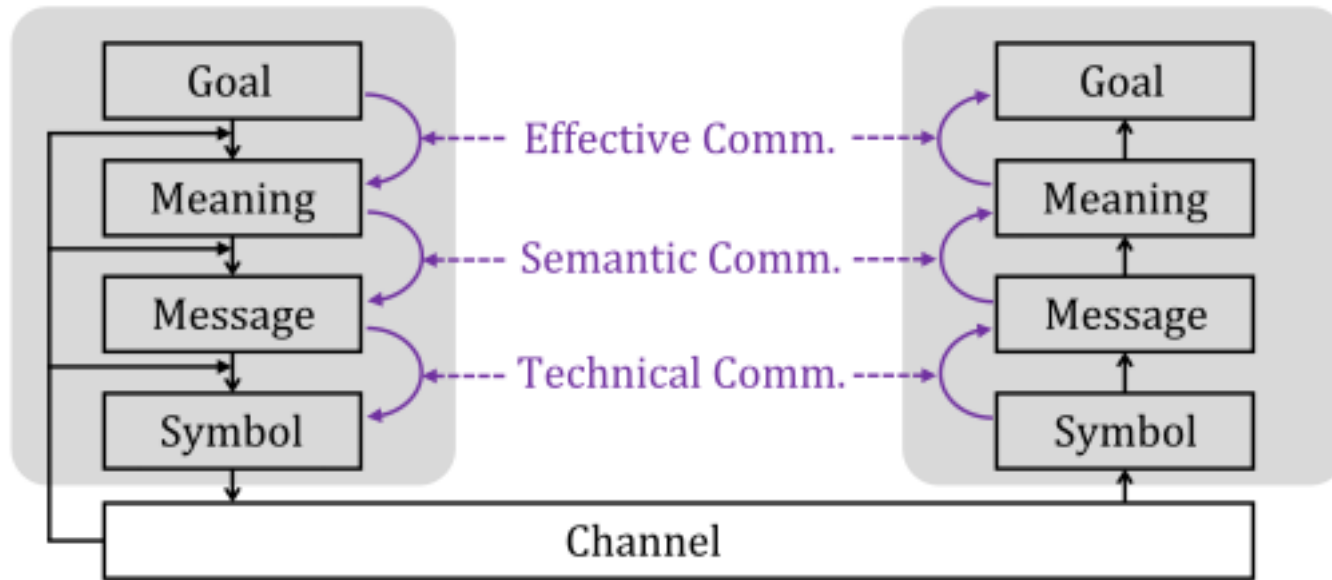 Goal
Meaning
Message
Symbol
Effective Comm.
Semantic Comm.
Technical Comm.
Goal
Meaning
Message
Symbol
Channel